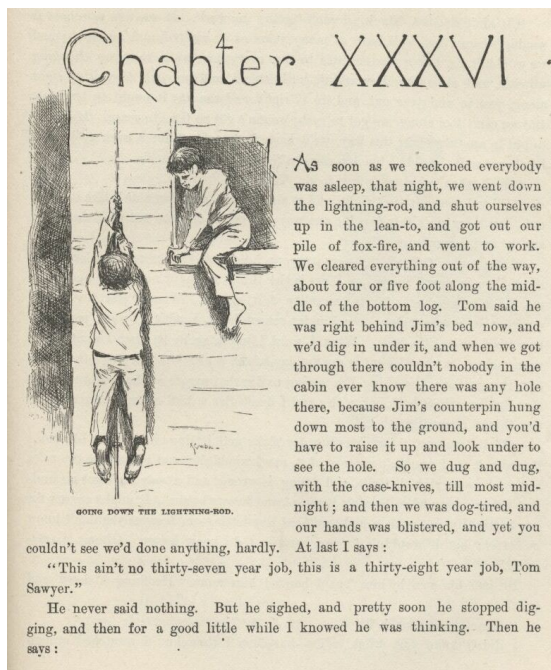 Chapter XXXVI.
As soon as we reckoned everybody
was asleep, that night, we went down
the lightning-rod, and shut ourselves
up in the lean-to, and got out our
pile of fox-fire, and went to work.
We cleared everything out of the way,
about four or five foot along the mid-
dle of the bottom log. Tom said he
was right behind Jim's bed now, and
we'd dig in under it, and when we got
through there couldn't nobody in the
cabin ever know there was any hole
there, because Jim's counterpin hung
down most to the ground, and you'd
have to raise it up and look under to
see the hole. So we dug and dug,
with the case-knives, till most mid-
night; and then we was dog-tired, and
our hands was blistered, and yet you
GOING DOWN THE LIGHTNING-ROD.
couldn't see we'd done anything, hardly. At last I says:
"This ain't no thirty-seven year job, this is a thirty-eight year job, Tom
Sawyer."
He never said nothing. But he sighed, and pretty soon he stopped dig-
ging, and then for a good little while I knowed he was thinking. Then he
says: